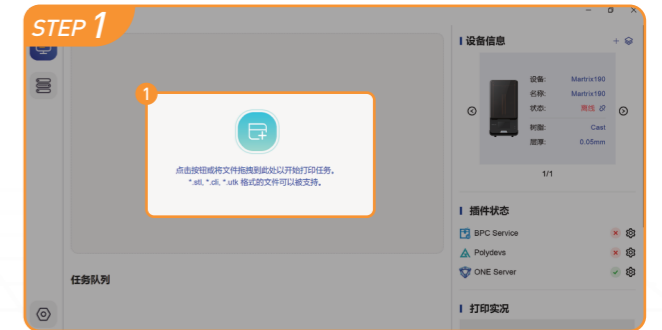 STEP 1
设备信息
1
设备: Martrix190
名称: Martrix190
状态: 离线
树脂: Cast
层厚: 0.05mm
点击按钮或将文件拖拽到此处以开始打印任务。
*.stl, *.cli, *.utk 格式的文件可以被支持。
1/1
插件状态
BPC Service
Polydevs
ONE Server
任务队列
打印实况